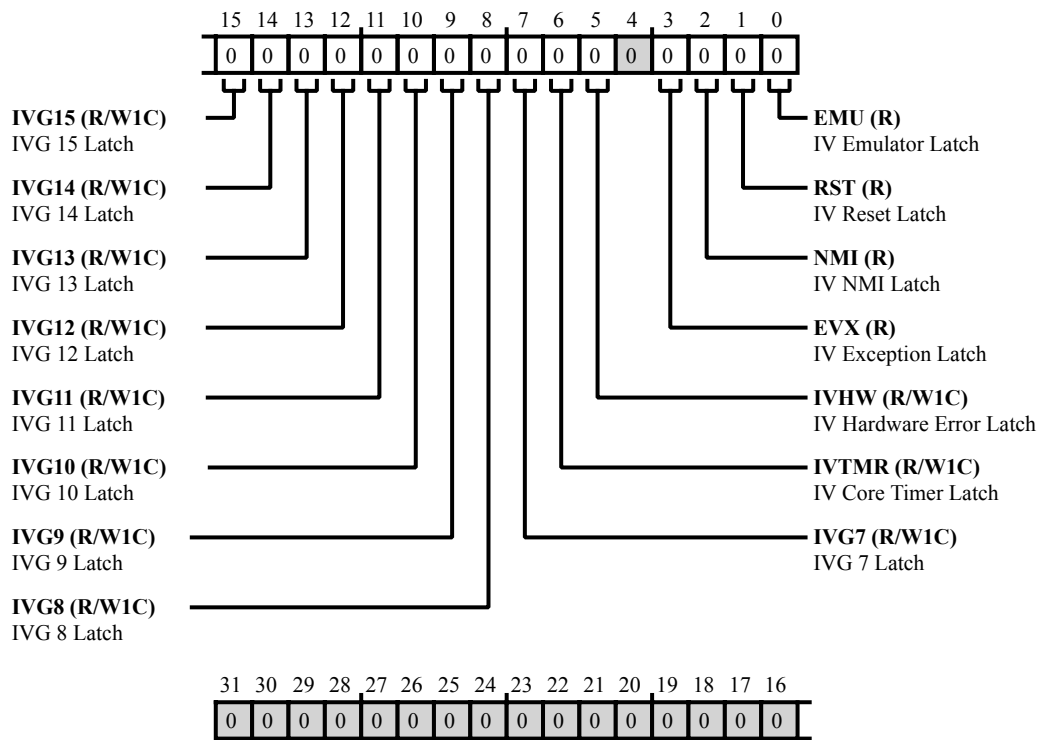 15 14 13 12 11 10 9 8 7 6 5 4 3 2 1 0
0 0 0 0 0 0 0 0 0 0 0 0 0 0 0 0
IVG15 (R/W1C)
IVG 15 Latch
IVG14 (R/W1C)
IVG 14 Latch
IVG13 (R/W1C)
IVG 13 Latch
IVG12 (R/W1C)
IVG 12 Latch
IVG11 (R/W1C)
IVG 11 Latch
IVG10 (R/W1C)
IVG 10 Latch
IVG9 (R/W1C)
IVG 9 Latch
IVG8 (R/W1C)
IVG 8 Latch
EMU (R)
IV Emulator Latch
RST (R)
IV Reset Latch
NMI (R)
IV NMI Latch
EVX (R)
IV Exception Latch
IVHW (R/W1C)
IV Hardware Error Latch
IVTMR (R/W1C)
IV Core Timer Latch
IVG7 (R/W1C)
IVG 7 Latch
31 30 29 28 27 26 25 24 23 22 21 20 19 18 17 16
0 0 0 0 0 0 0 0 0 0 0 0 0 0 0 0